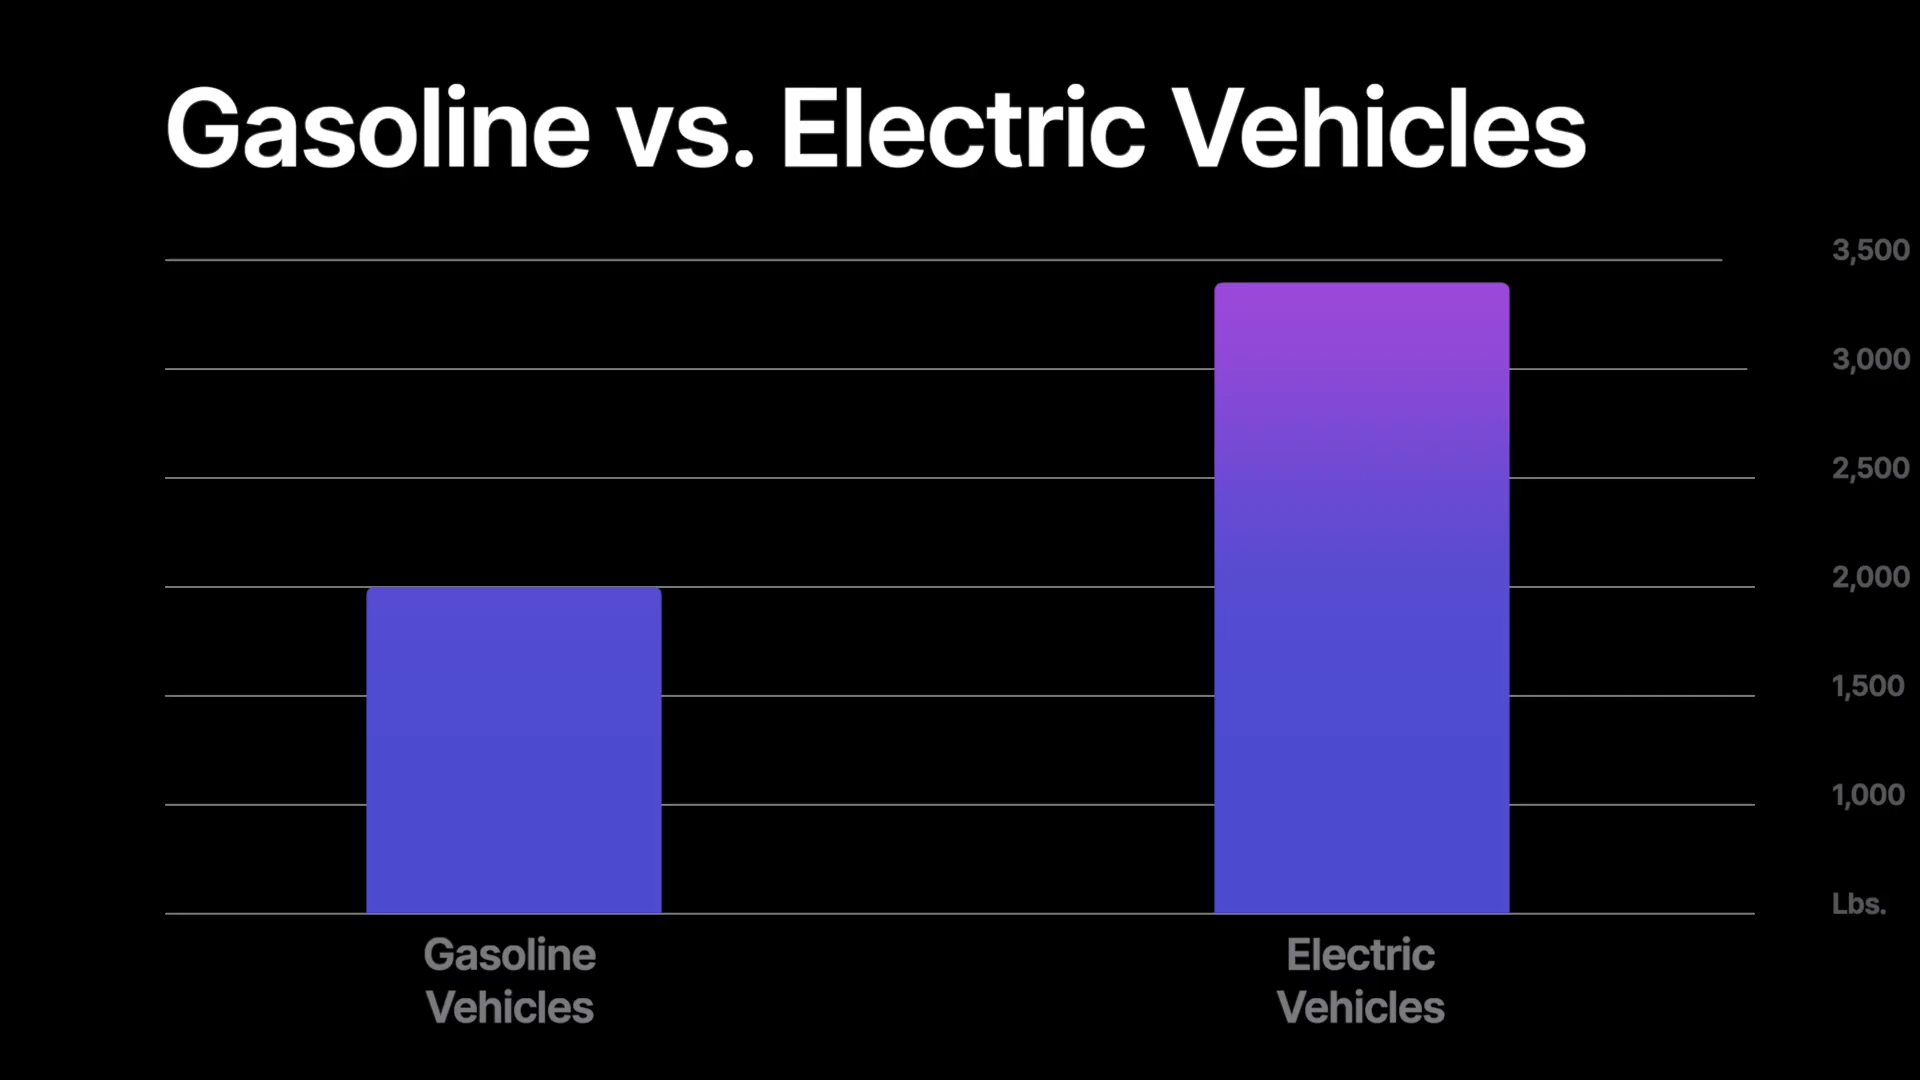 Gasoline vs. Electric Vehicles
3,500
3,000
2,500
2,000
1,500
1,000
Lbs.
Gasoline
Vehicles
Electric
Vehicles